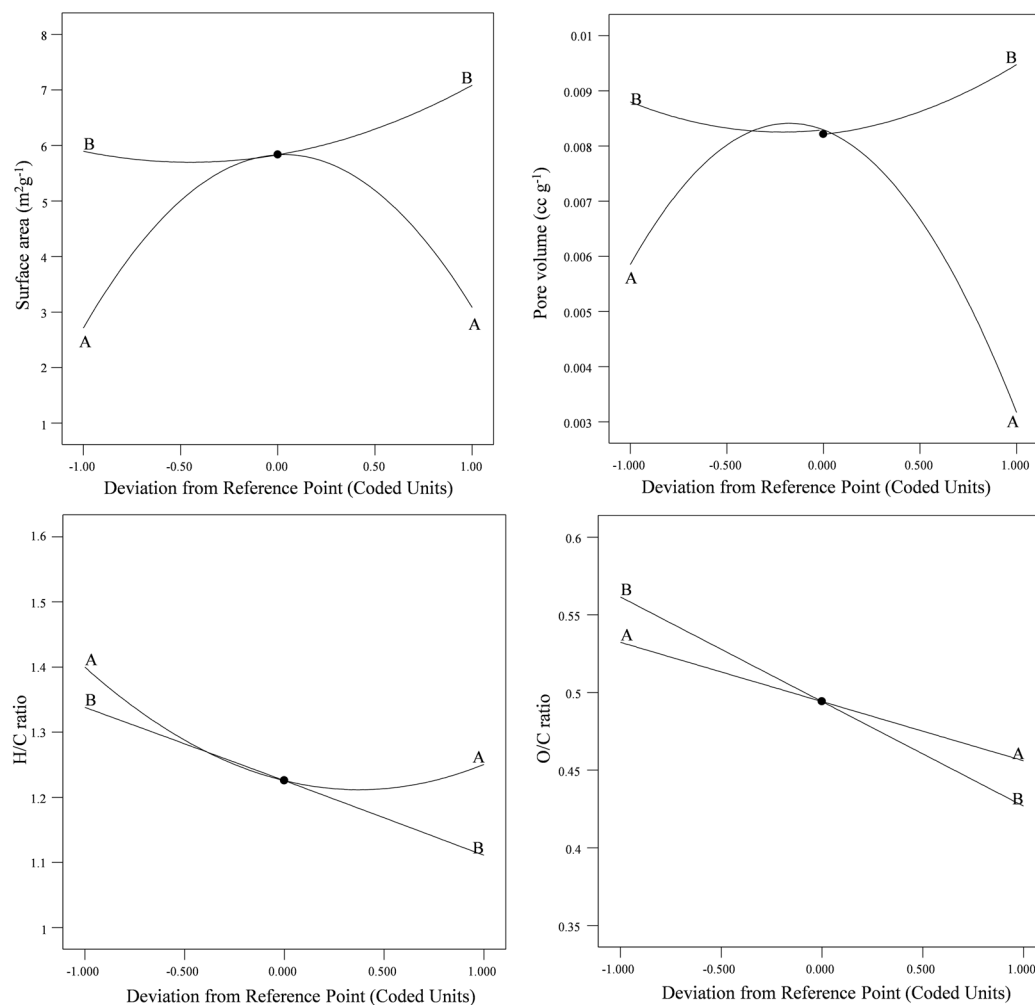 Surface area (m²g⁻¹)
8
7
6
5
4
3
2
1
B
B
A
A
-1.00
-0.50
0.00
0.50
1.00
Deviation from Reference Point (Coded Units)
Pore volume (cc g⁻¹)
0.01
0.009
0.008
0.007
0.006
0.005
0.004
0.003
B
B
A
A
-1.000
-0.500
0.000
0.500
1.000
Deviation from Reference Point (Coded Units)
H/C ratio
1.6
1.5
1.4
1.3
1.2
1.1
1
A
B
A
B
-1.000
-0.500
0.000
0.500
1.000
Deviation from Reference Point (Coded Units)
O/C ratio
0.6
0.55
0.5
0.45
0.4
0.35
B
A
A
B
-1.000
-0.500
0.000
0.500
1.000
Deviation from Reference Point (Coded Units)